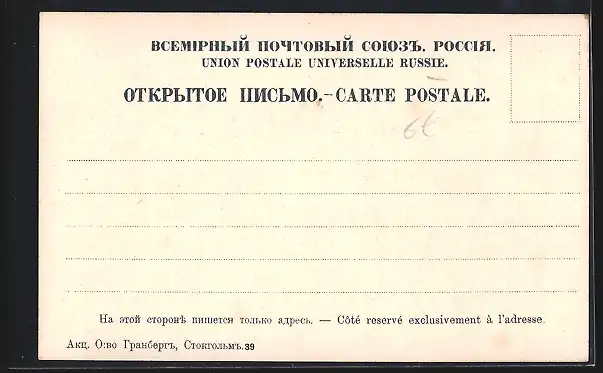 ВСЕМІРНЫЙ ПОЧТОВЫЙ СОЮЗЪ. РОССІЯ.
UNION POSTALE UNIVERSELLE RUSSIE.
ОТКРЫТОЕ ПИСЬМО.-CARTE POSTALE.
6€
На этой сторонѣ пишется только адресъ. — Côté reservé exclusivement à l'adresse.
Акц. О:во Гранбергъ, Стокгольмъ.39